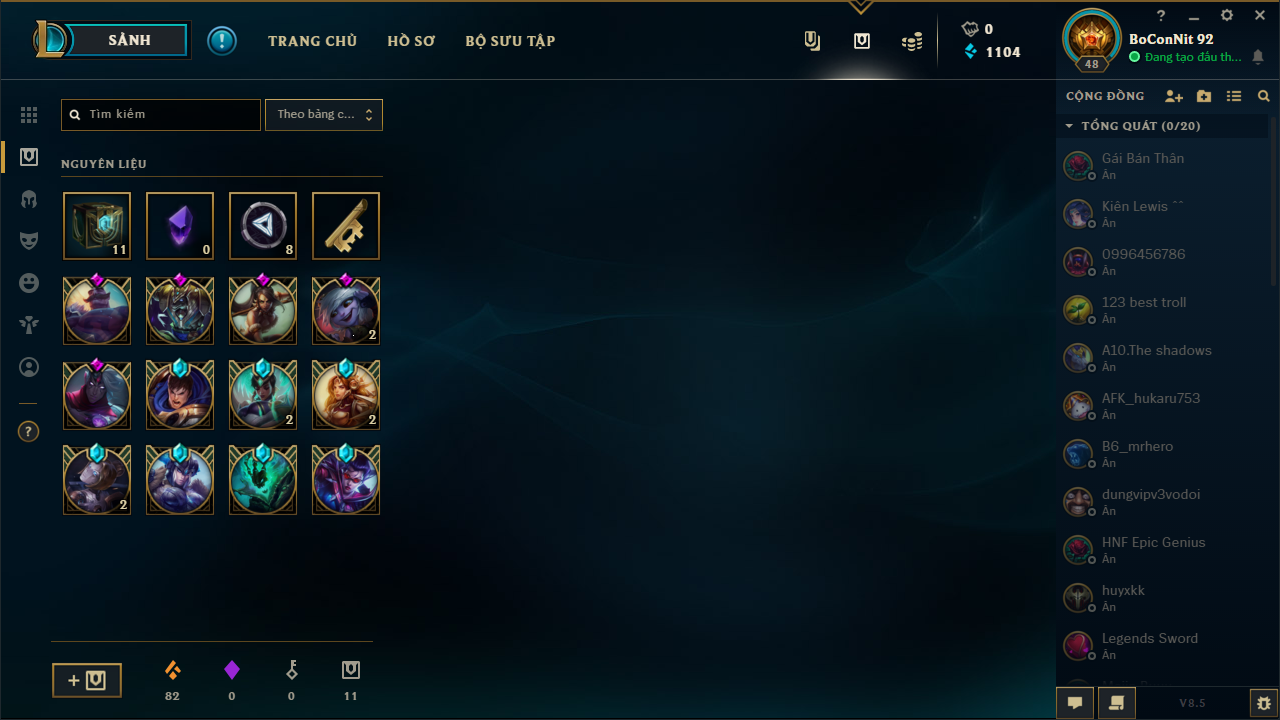 SẢNH
TRANG CHỦ
HỒ SƠ
BỘ SƯU TẬP
0
1104
48
BoConNit 92
Đang tạo đấu th...
Tìm kiếm
Theo bảng c...
NGUYÊN LIỆU
11
0
8
2
2
2
2
82
0
0
11
CỘNG ĐỒNG
TỔNG QUÁT (0/20)
Gái Bán Thân
Ẩn
Kiên Lewis ^^
Ẩn
0996456786
Ẩn
123 best troll
Ẩn
A10.The shadows
Ẩn
AFK_hukaru753
Ẩn
B6_mrhero
Ẩn
dungvipv3vodoi
Ẩn
HNF Epic Genius
Ẩn
huyxkk
Ẩn
Legends Sword
Ẩn
V8.5